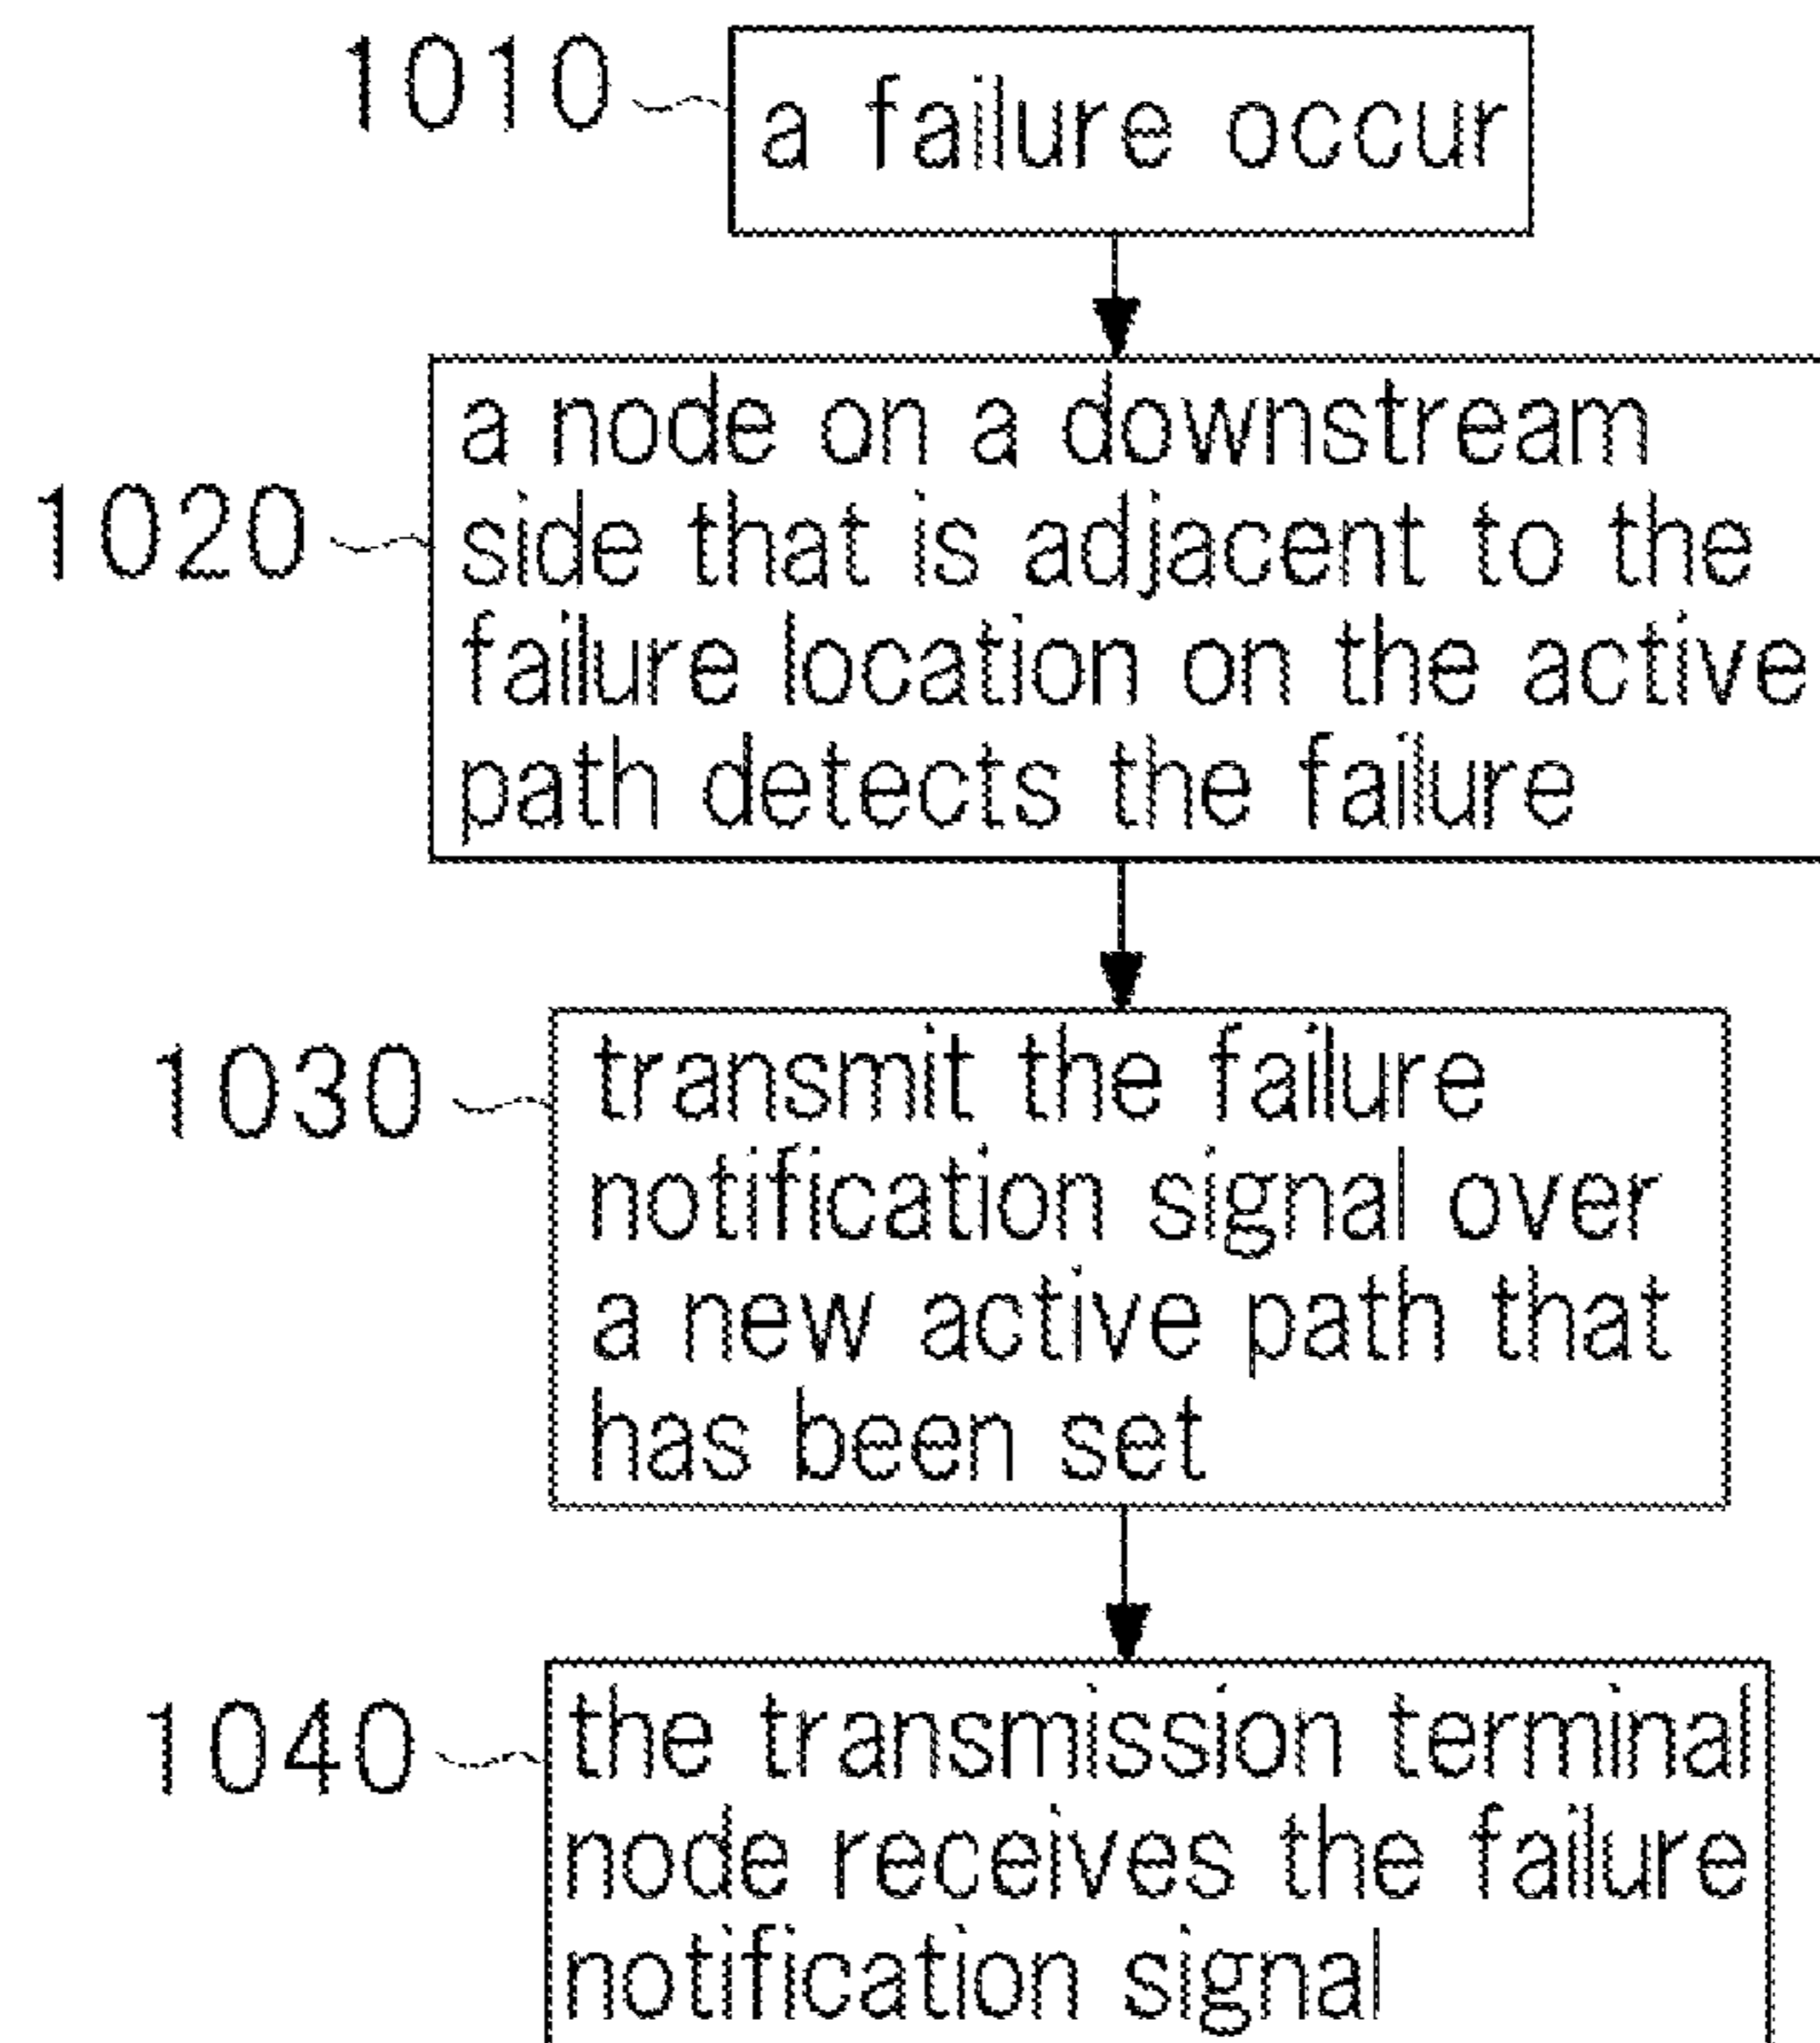 1010
a failure occur
1020
a node on a downstream
side that is adjacent to the
failure location on the active
path detects the failure
1030
transmit the failure
notification signal over
a new active path that
has been set
1040
the transmission terminal
node receives the failure
notification signal